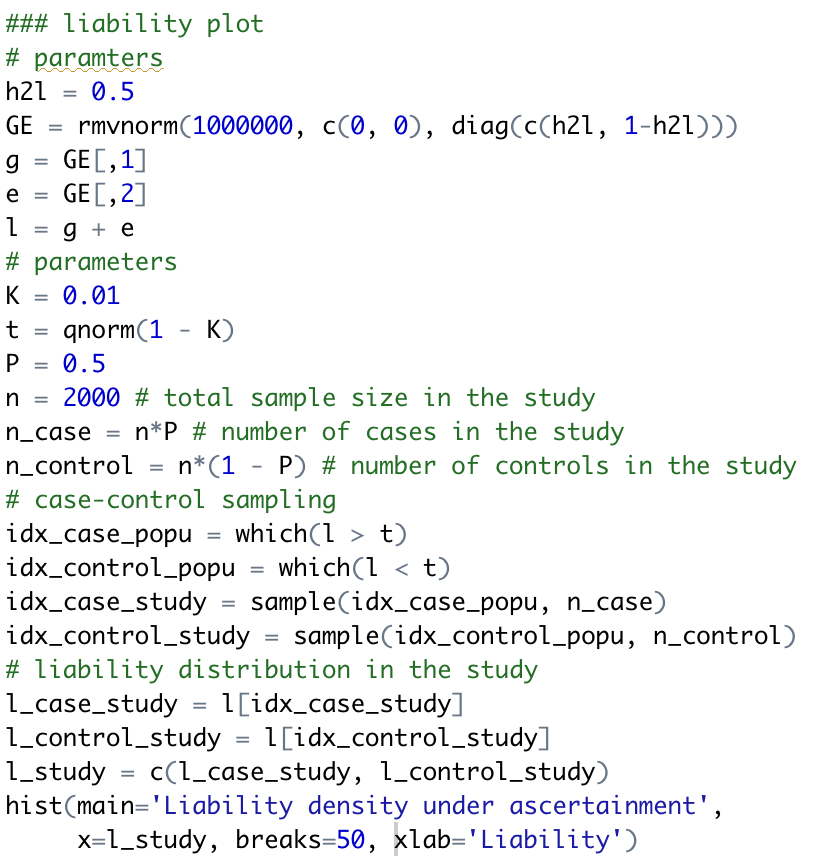 ### liability plot
# paramters
h2l = 0.5
GE = rmvnorm(1000000, c(0, 0), diag(c(h2l, 1-h2l)))
g = GE[,1]
e = GE[,2]
l = g + e
# parameters
K = 0.01
t = qnorm(1 - K)
P = 0.5
n = 2000 # total sample size in the study
n_case = n*P # number of cases in the study
n_control = n*(1 - P) # number of controls in the study
# case-control sampling
idx_case_popu = which(l > t)
idx_control_popu = which(l < t)
idx_case_study = sample(idx_case_popu, n_case)
idx_control_study = sample(idx_control_popu, n_control)
# liability distribution in the study
l_case_study = l[idx_case_study]
l_control_study = l[idx_control_study]
l_study = c(l_case_study, l_control_study)
hist(main='Liability density under ascertainment',
     x=l_study, breaks=50, xlab='Liability')